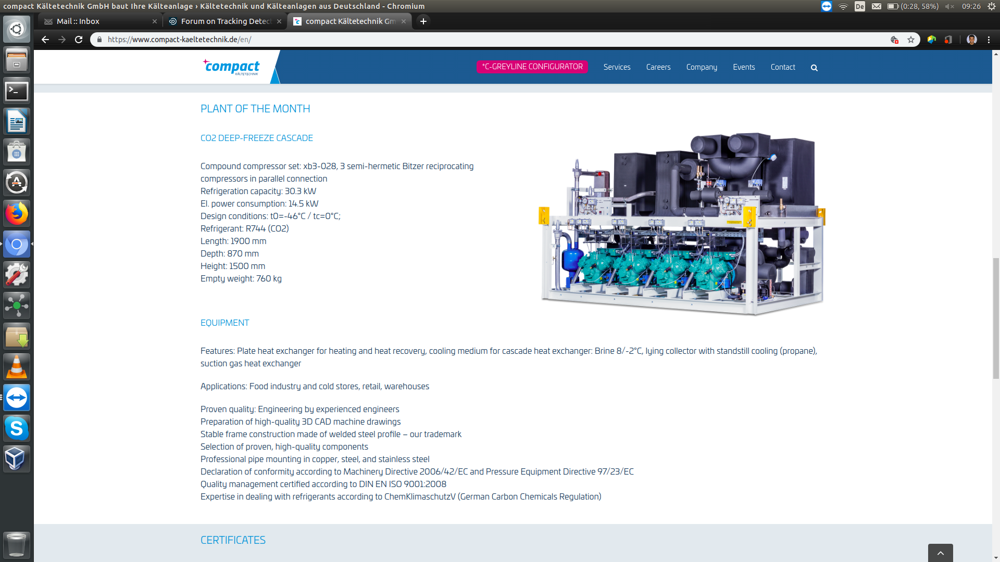 compact Kältetechnik GmbH baut Ihre Kälteanlage › Kältetechnik und Kälteanlagen aus Deutschland - Chromium
De
(0:28, 58%)
09:26
Mail :: Inbox
Forum on Tracking Detect
compact Kältetechnik Gm
https://www.compact-kaeltetechnik.de/en/
compact
KÄLTETECHNIK
*C-GREYLINE CONFIGURATOR
Services
Careers
Company
Events
Contact
PLANT OF THE MONTH
CO2 DEEP-FREEZE CASCADE
Compound compressor set: xb3-028, 3 semi-hermetic Bitzer reciprocating
compressors in parallel connection
Refrigeration capacity: 30.3 kW
El. power consumption: 14.5 kW
Design conditions: t0=-46°C / tc=0°C;
Refrigerant: R744 (CO2)
Length: 1900 mm
Depth: 870 mm
Height: 1500 mm
Empty weight: 760 kg
EQUIPMENT
Features: Plate heat exchanger for heating and heat recovery, cooling medium for cascade heat exchanger: Brine 8/-2°C, lying collector with standstill cooling (propane),
suction gas heat exchanger
Applications: Food industry and cold stores, retail, warehouses
Proven quality: Engineering by experienced engineers
Preparation of high-quality 3D CAD machine drawings
Stable frame construction made of welded steel profile – our trademark
Selection of proven, high-quality components
Professional pipe mounting in copper, steel, and stainless steel
Declaration of conformity according to Machinery Directive 2006/42/EC and Pressure Equipment Directive 97/23/EC
Quality management certified according to DIN EN ISO 9001:2008
Expertise in dealing with refrigerants according to ChemKlimaschutzV (German Carbon Chemicals Regulation)
CERTIFICATES